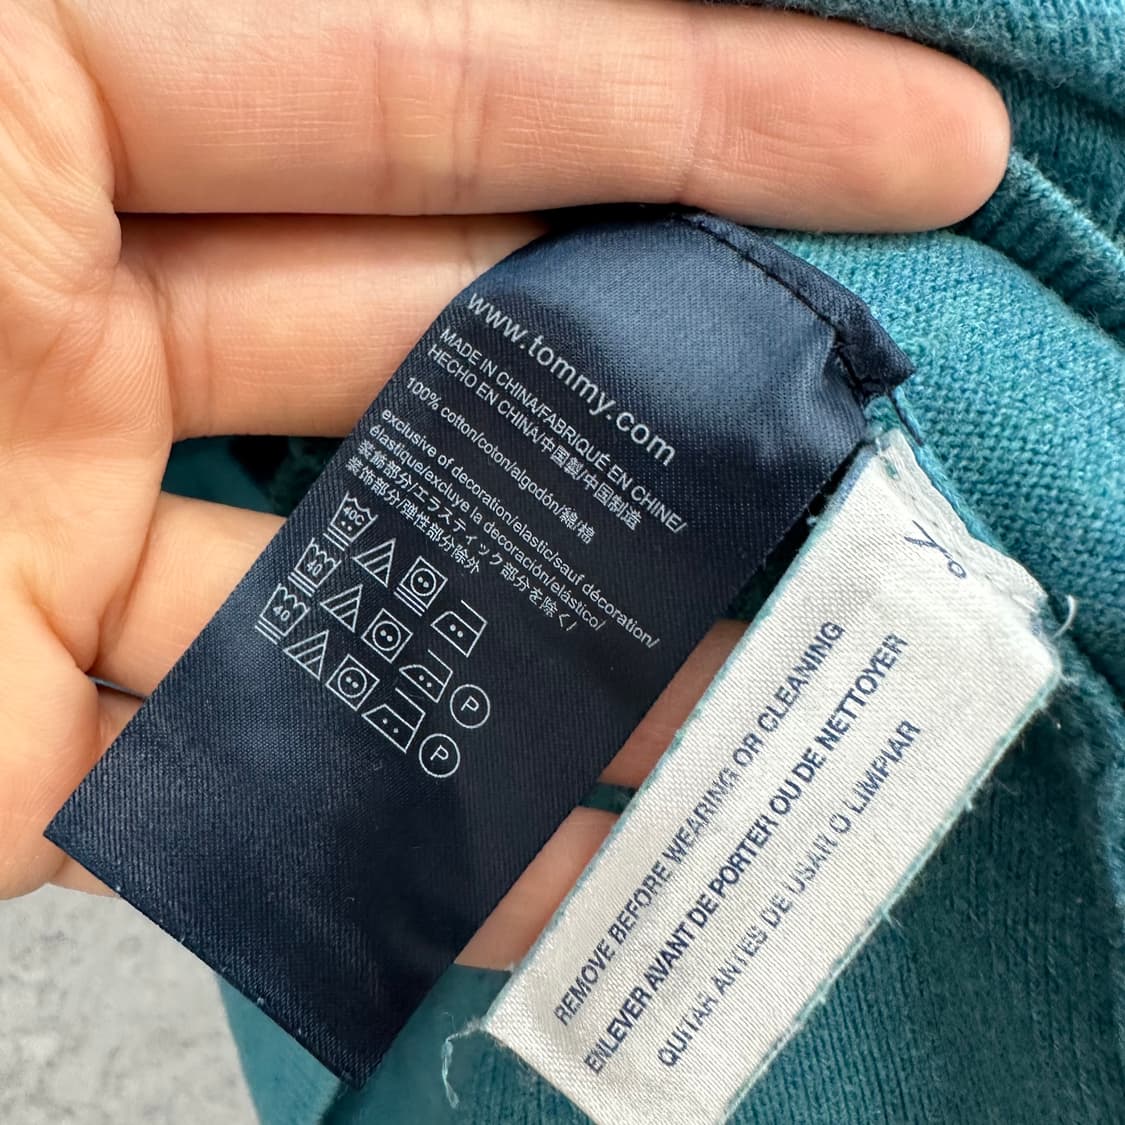 www.tommy.com
MADE IN CHINA/FABRIQUÉ EN CHINE/
HECHO EN CHINA/中国製/中国制造
100% cotton/coton/algodón/綿/棉
exclusive of decoration/elastic/sauf décoration/
élastique/excluye la decoración/elástico/
装飾部分/エラスティック部分を除く/
装饰部分/弹性部分除外
40C
40
P
40
P
REMOVE BEFORE WEARING OR CLEANING
ENLEVER AVANT DE PORTER OU DE NETTOYER
QUITAR ANTES DE USAR O LIMPIAR